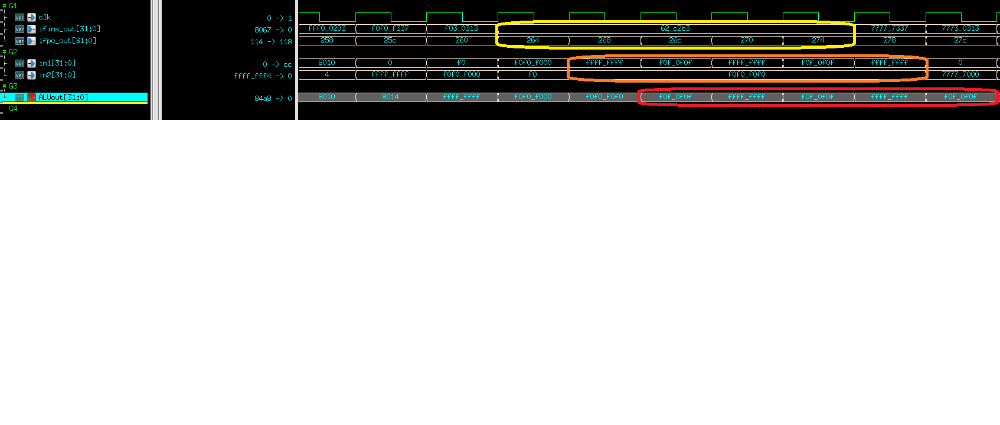 G1
ver clk 0 -> 1
ver ifins_out[31:0] 8067 -> 0 fff0_0293 f0f0_f337 f03_0313 62_c2b3 7777_7337 7773_0313
ver ifpc_out[31:0] 114 -> 118 258 25c 260 264 268 26c 270 274 278 27c
G2
ver in1[31:0] 0 -> cc 8010 0 f0 f0f0_f000 ffff_ffff f0f_0f0f ffff_ffff f0f_0f0f ffff_ffff 0
ver in2[31:0] ffff_fff4 -> 0 4 ffff_ffff f0f0_f000 f0 f0f0_f0f0 7777_7000
G3
ver ALUout[31:0] 84a8 -> 0 8010 8014 ffff_ffff f0f0_f000 f0f0_f0f0 f0f_0f0f ffff_ffff f0f_0f0f ffff_ffff f0f_0f0f
G4